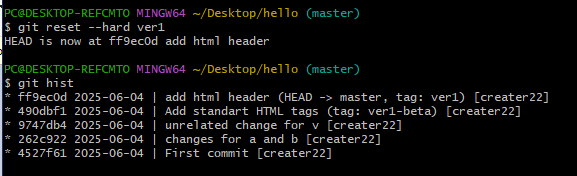 PC@DESKTOP-REFCMTO MINGW64 ~/Desktop/hello (master)
$ git reset --hard ver1
HEAD is now at ff9ec0d add html header
PC@DESKTOP-REFCMTO MINGW64 ~/Desktop/hello (master)
$ git hist
* ff9ec0d 2025-06-04 | add html header (HEAD -> master, tag: ver1) [creater22]
* 490dbf1 2025-06-04 | Add standart HTML tags (tag: ver1-beta) [creater22]
* 9747db4 2025-06-04 | unrelated change for v [creater22]
* 262c922 2025-06-04 | changes for a and b [creater22]
* 4527f61 2025-06-04 | First commit [creater22]